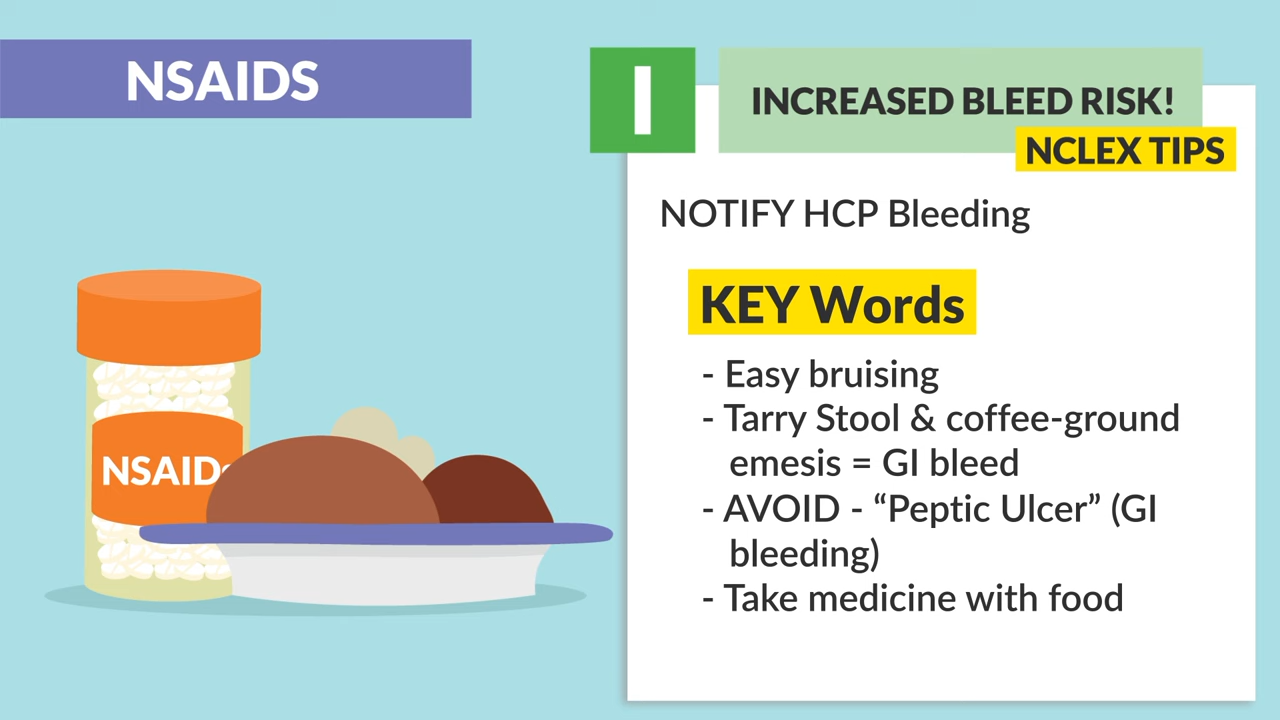 NSAIDS
I
INCREASED BLEED RISK!
NCLEX TIPS
NOTIFY HCP Bleeding
KEY Words
- Easy bruising
- Tarry Stool & coffee-ground
emesis = GI bleed
- AVOID - “Peptic Ulcer” (GI
bleeding)
- Take medicine with food
NSAIDs